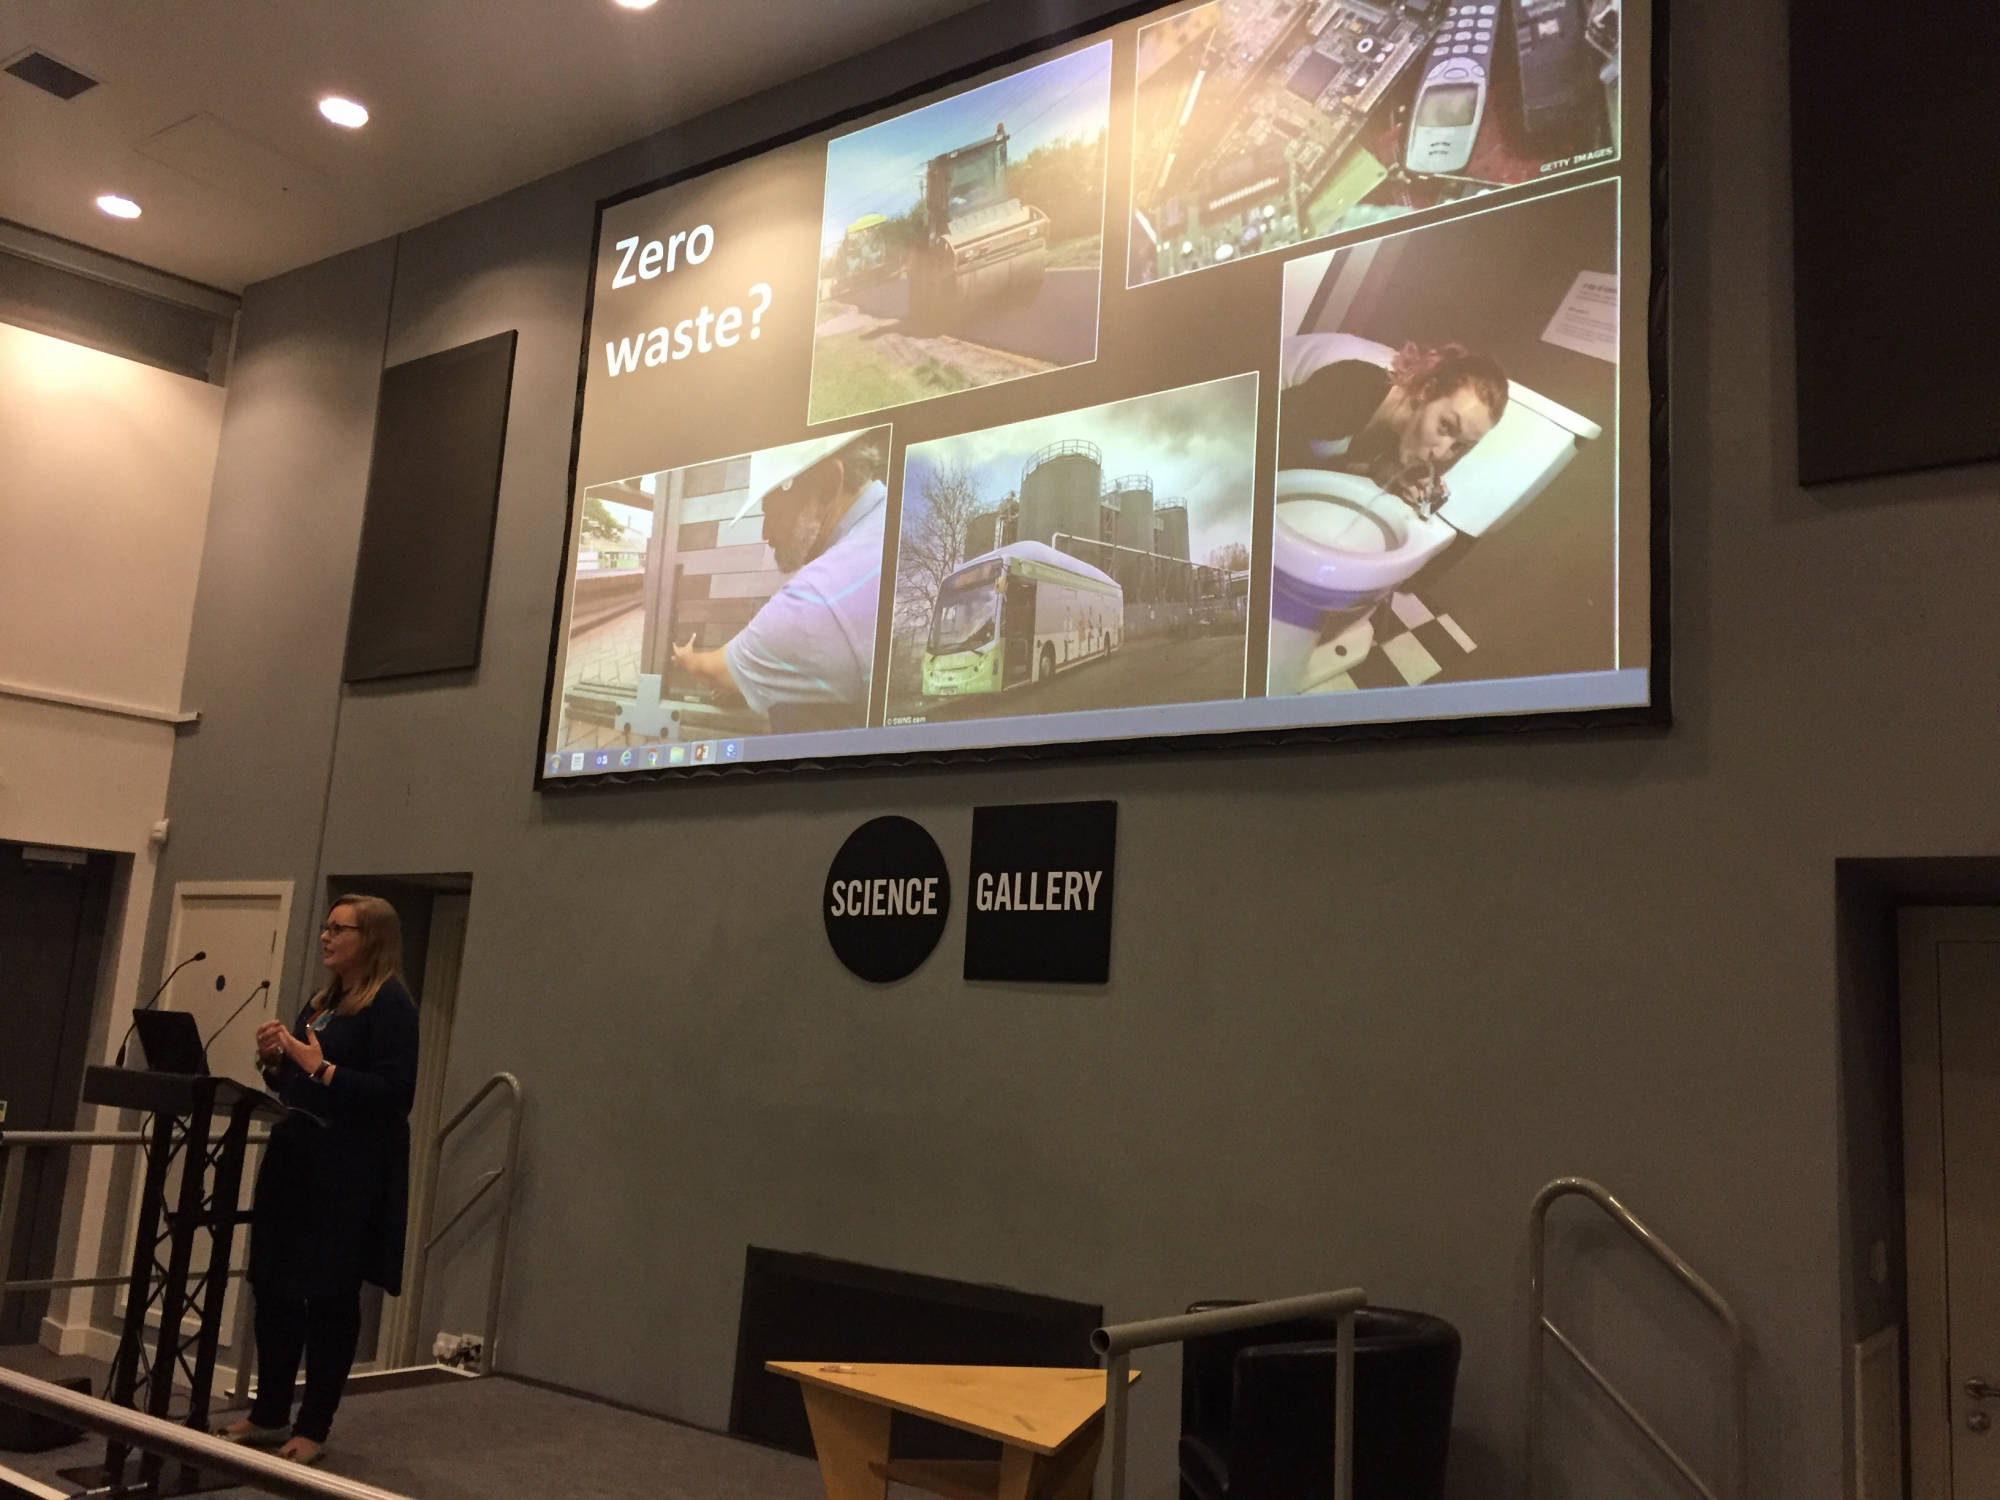 Zero
waste?
GETTY IMAGES
© SWNS.com
SCIENCE
GALLERY